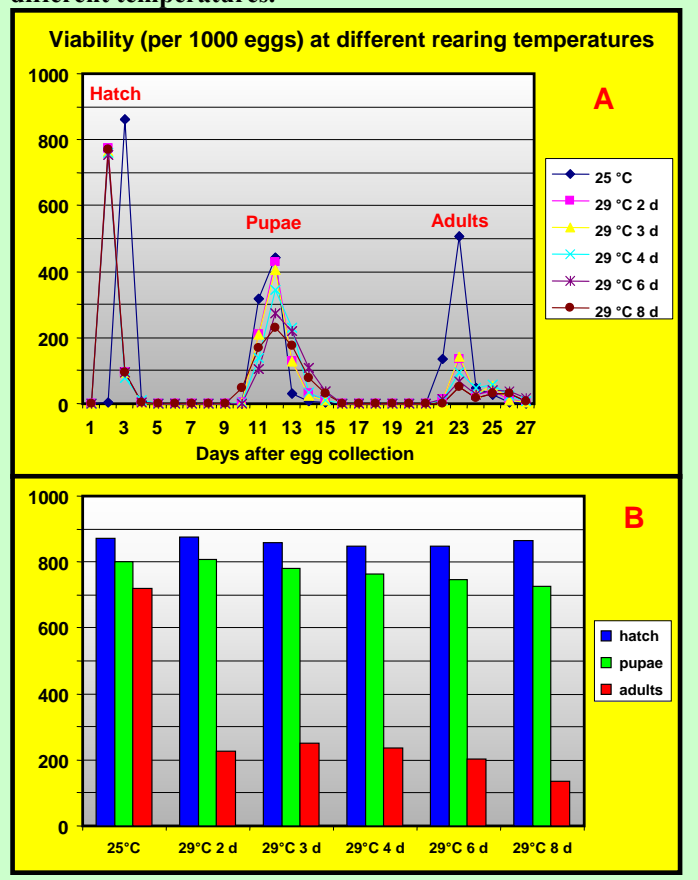 different temperatures.
Viability (per 1000 eggs) at different rearing temperatures
1000
800
600
400
200
0
Hatch
Pupae
Adults
A
25 °C
29 °C 2 d
29 °C 3 d
29 °C 4 d
29 °C 6 d
29 °C 8 d
1 3 5 7 9 11 13 15 17 19 21 23 25 27
Days after egg collection
1000
800
600
400
200
0
B
hatch
pupae
adults
25°C 29°C 2 d 29°C 3 d 29°C 4 d 29°C 6 d 29°C 8 d